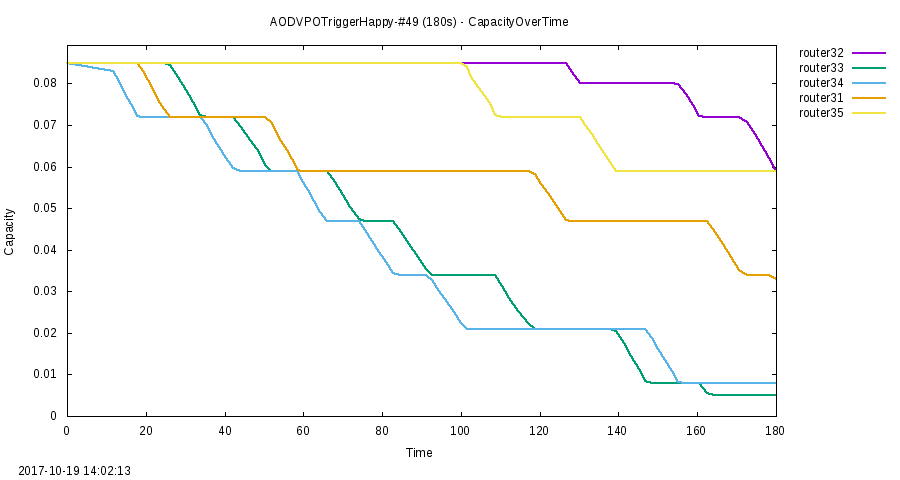 AODVPOTriggerHappy-#49 (180s) - CapacityOverTime
router32
router33
router34
router31
router35
0.08
0.07
0.06
0.05
0.04
0.03
0.02
0.01
0
Capacity
0 20 40 60 80 100 120 140 160 180
Time
2017-10-19 14:02:13